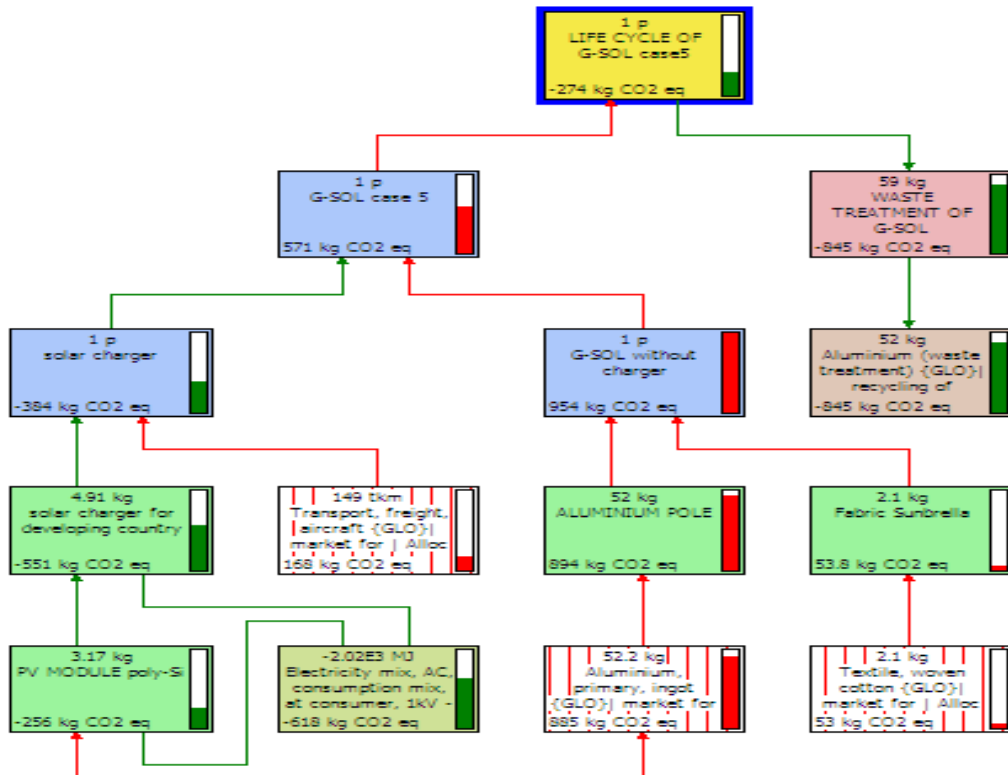 1 p
LIFE CYCLE OF
G-SOL case5
-274 kg CO2 eq
1 p
G-SOL case 5
571 kg CO2 eq
59 kg
WASTE
TREATMENT OF
G-SOL
-845 kg CO2 eq
1 p
solar charger
-384 kg CO2 eq
1 p
G-SOL without
charger
954 kg CO2 eq
52 kg
Aluminium (waste
treatment) {GLO}|
recycling of
-845 kg CO2 eq
4.91 kg
solar charger for
developing country
-551 kg CO2 eq
149 tkm
Transport, freight,
aircraft {GLO}|
market for | Alloc
168 kg CO2 eq
52 kg
ALUMINIUM POLE
894 kg CO2 eq
2.1 kg
Fabric Sunbrella
53.8 kg CO2 eq
3.17 kg
PV MODULE poly-Si
-256 kg CO2 eq
-2.02E3 MJ
Electricity mix, AC,
consumption mix,
at consumer, 1kV -
-618 kg CO2 eq
52.2 kg
Aluminium,
primary, ingot
{GLO}| market for
885 kg CO2 eq
2.1 kg
Textile, woven
cotton {GLO}|
market for | Alloc
53 kg CO2 eq